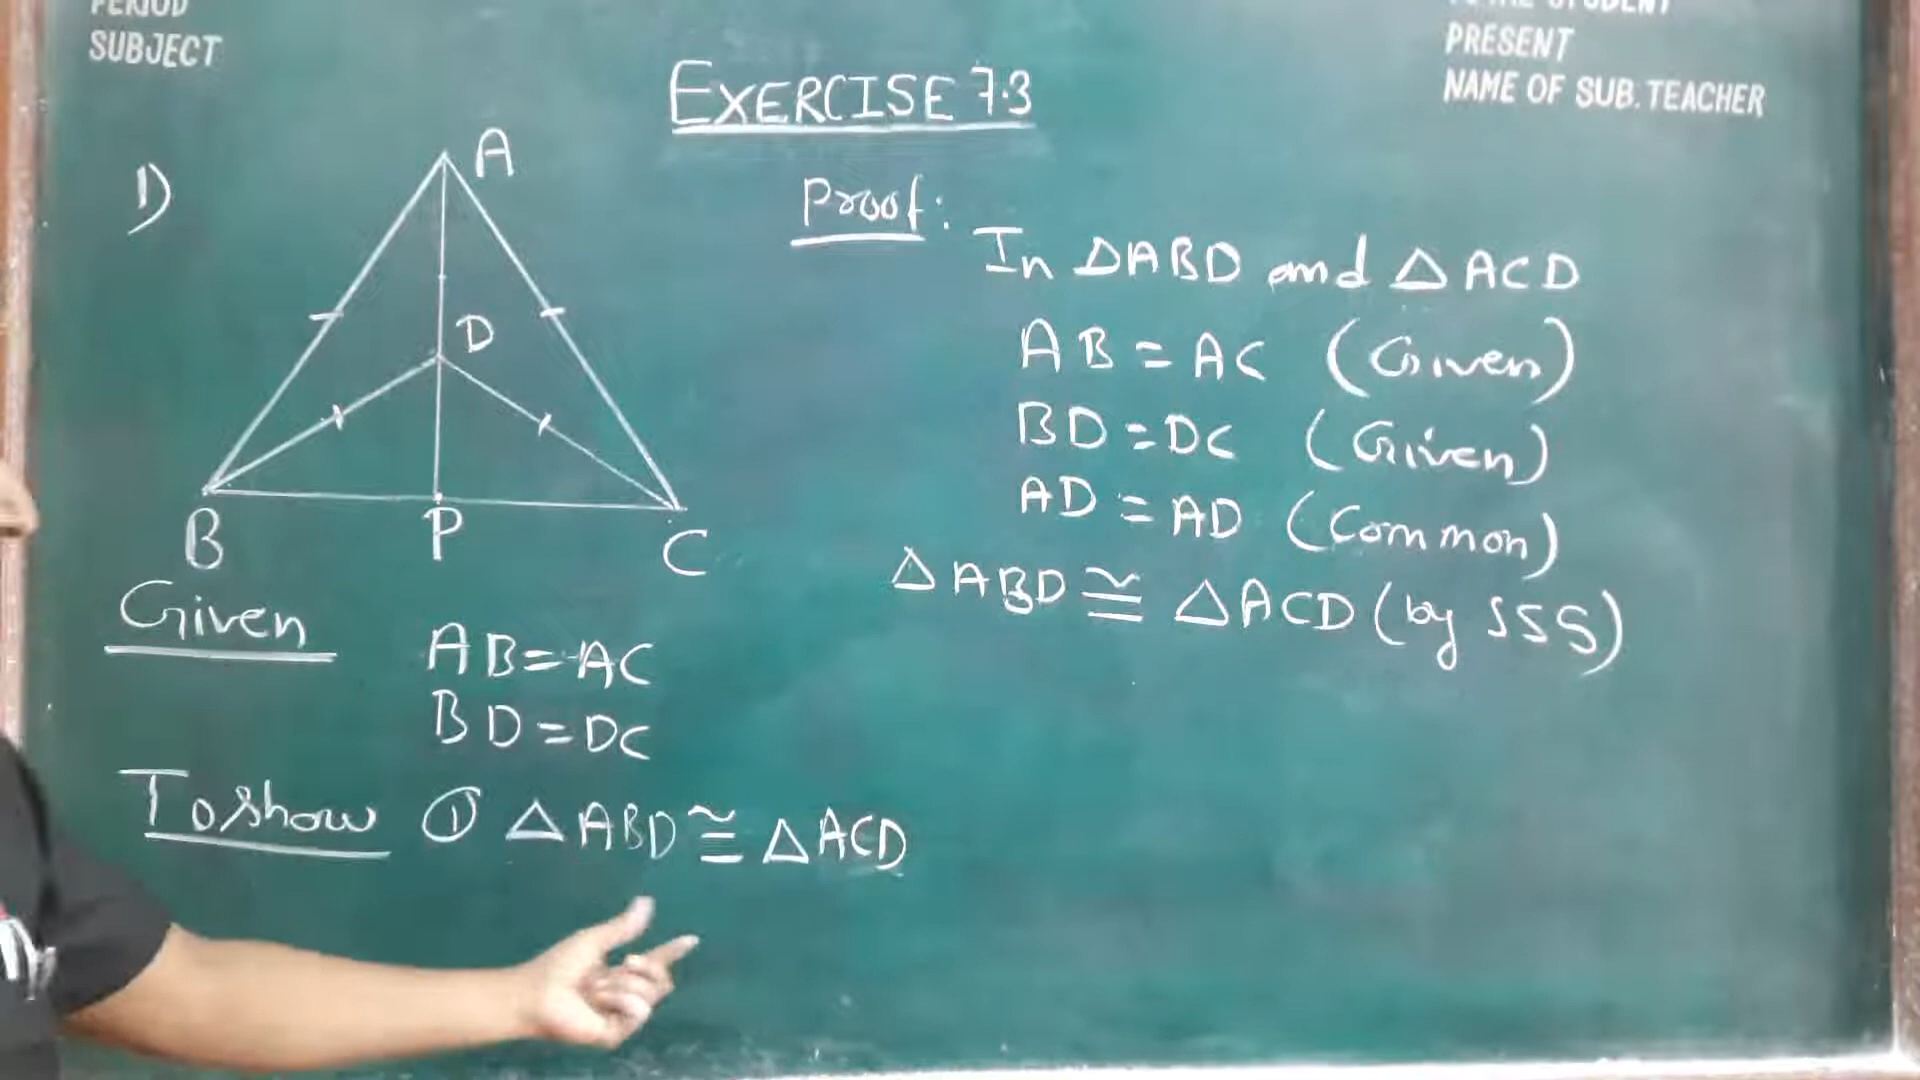 PERIOD
SUBJECT
STUDENT
PRESENT
NAME OF SUB. TEACHER
EXERCISE 7.3
1)
A
D
B
P
C
Given
AB = AC
BD = DC
To show ① △ABD ≅ △ACD
Proof:
In △ABD and △ACD
AB = AC (Given)
BD = DC (Given)
AD = AD (Common)
△ABD ≅ △ACD (by SSS)